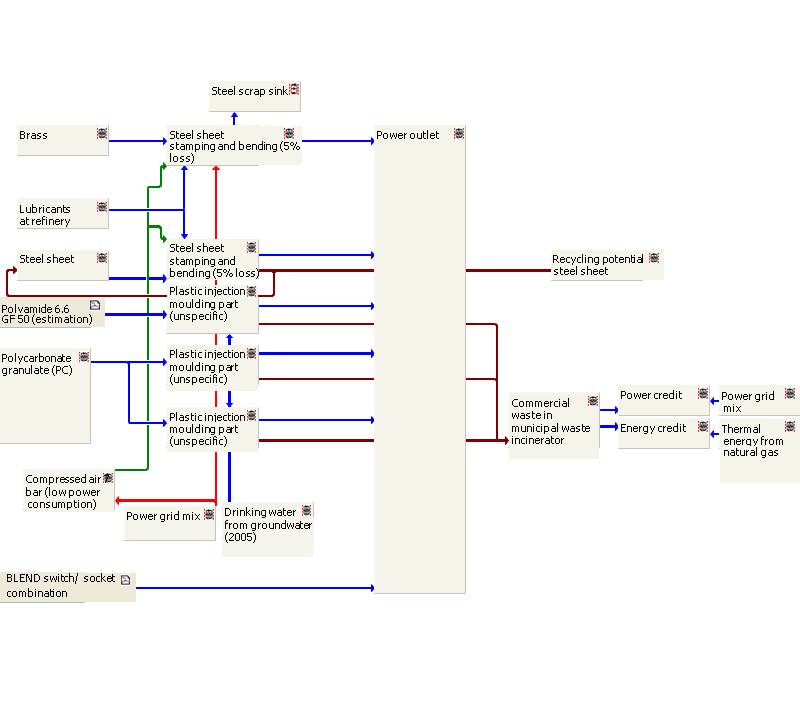 Steel scrap sink
Brass
Steel sheet
stamping and bending (5%
loss)
Power outlet
Lubricants
at refinery
Steel sheet
Steel sheet
stamping and
bending (5% loss)
Recycling potential
steel sheet
Plastic injection
moulding part
(unspecific)
Polyamide 6.6
GF 50 (estimation)
Polycarbonate
granulate (PC)
Plastic injection
moulding part
(unspecific)
Plastic injection
moulding part
(unspecific)
Commercial
waste in
municipal waste
incinerator
Power credit
Power grid
mix
Energy credit
Thermal
energy from
natural gas
Compressed air
bar (low power
consumption)
Power grid mix
Drinking water
from groundwater
(2005)
BLEND switch/ socket
combination